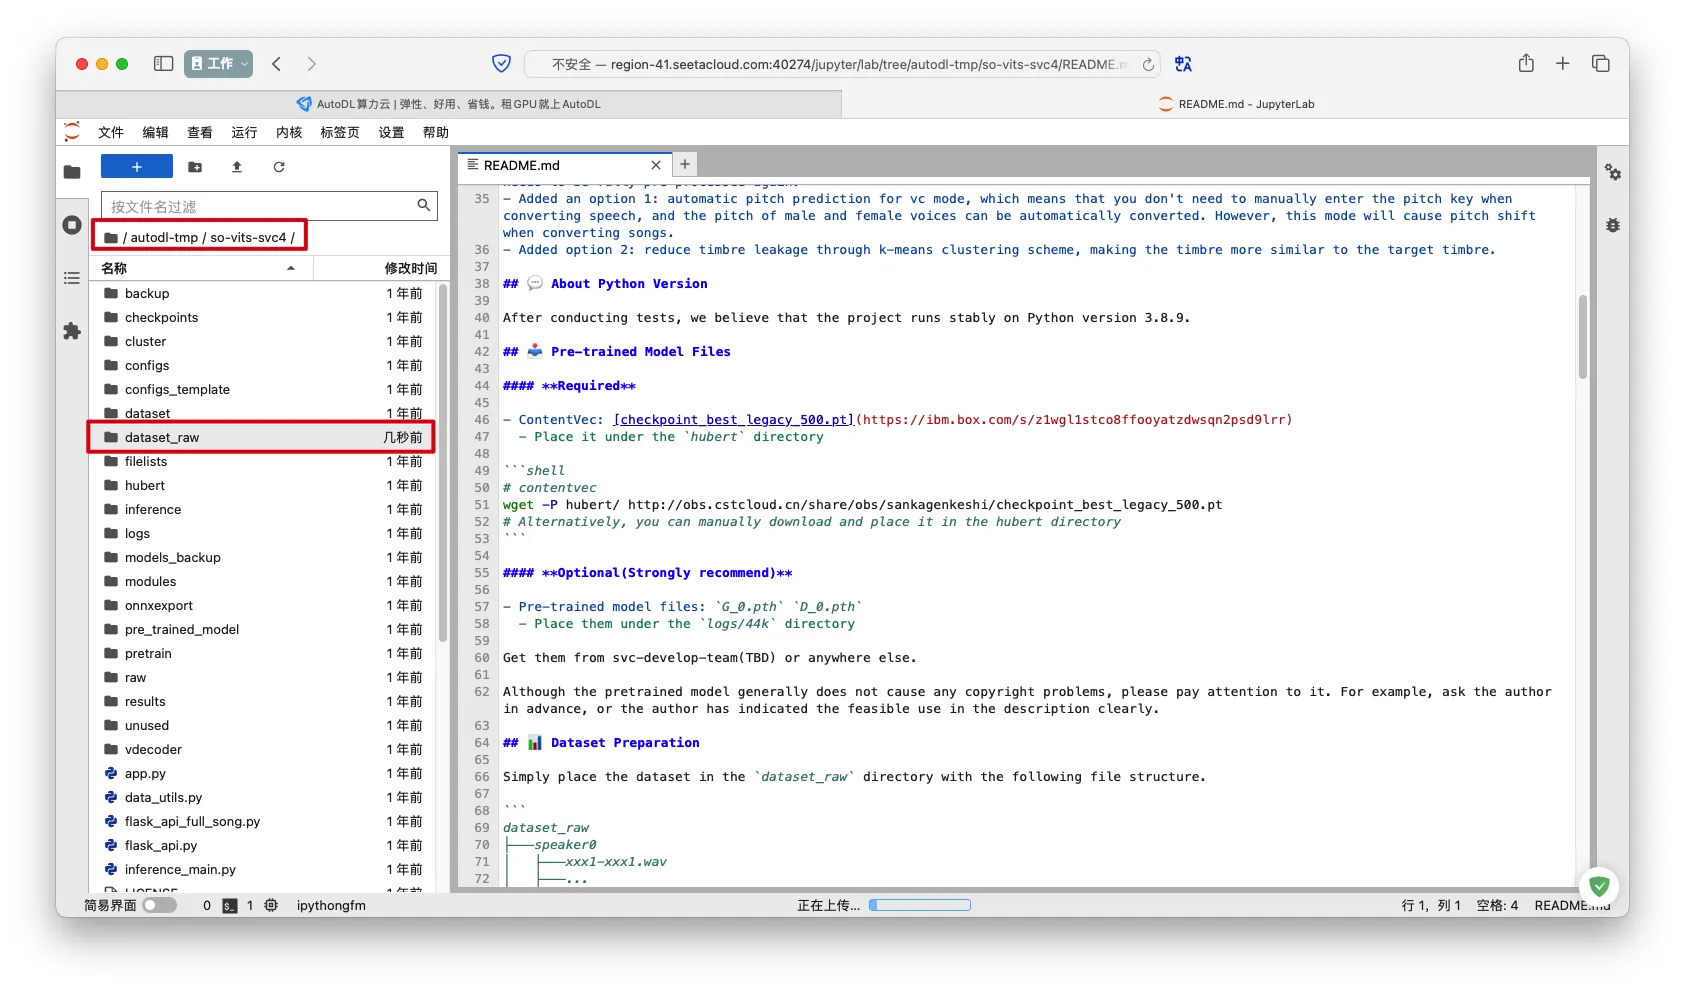 工作
不安全 — region-41.seetacloud.com:40274/jupyter/lab/tree/autodl-tmp/so-vits-svc4/README.m
AutoDL算力云 | 弹性、好用、省钱。租GPU就上AutoDL
README.md - JupyterLab
文件 编辑 查看 运行 内核 标签页 设置 帮助
+
按文件名过滤
/ autodl-tmp / so-vits-svc4 /
名称 修改时间
backup 1 年前
checkpoints 1 年前
cluster 1 年前
configs 1 年前
configs_template 1 年前
dataset 1 年前
dataset_raw 几秒前
filelists 1 年前
hubert 1 年前
inference 1 年前
logs 1 年前
models_backup 1 年前
modules 1 年前
onnxexport 1 年前
pre_trained_model 1 年前
pretrain 1 年前
raw 1 年前
results 1 年前
unused 1 年前
vdecoder 1 年前
app.py 1 年前
data_utils.py 1 年前
flask_api_full_song.py 1 年前
flask_api.py 1 年前
inference_main.py 1 年前
LICENSE 1 年前
README.md
needs to be fully pre-processed again.
35 - Added an option 1: automatic pitch prediction for vc mode, which means that you don't need to manually enter the pitch key when
converting speech, and the pitch of male and female voices can be automatically converted. However, this mode will cause pitch shift
when converting songs.
36 - Added option 2: reduce timbre leakage through k-means clustering scheme, making the timbre more similar to the target timbre.
37
38 ## 💬 About Python Version
39
40 After conducting tests, we believe that the project runs stably on Python version 3.8.9.
41
42 ## 📥 Pre-trained Model Files
43
44 #### **Required**
45
46 - ContentVec: [checkpoint_best_legacy_500.pt](https://ibm.box.com/s/z1wgl1stco8ffooyatzdwsqn2psd9lrr)
47 - Place it under the `hubert` directory
48
49 ```shell
50 # contentvec
51 wget -P hubert/ http://obs.cstcloud.cn/share/obs/sankagenkeshi/checkpoint_best_legacy_500.pt
52 # Alternatively, you can manually download and place it in the hubert directory
53 ```
54
55 #### **Optional(Strongly recommend)**
56
57 - Pre-trained model files: `G_0.pth` `D_0.pth`
58 - Place them under the `logs/44k` directory
59
60 Get them from svc-develop-team(TBD) or anywhere else.
61
62 Although the pretrained model generally does not cause any copyright problems, please pay attention to it. For example, ask the author
in advance, or the author has indicated the feasible use in the description clearly.
63
64 ## 📊 Dataset Preparation
65
66 Simply place the dataset in the `dataset_raw` directory with the following file structure.
67
68 ```
69 dataset_raw
70 ├───speaker0
71 │   ├───xxx1-xxx1.wav
72 │   ├───...
简易界面 0 $_ 1 ipythongfm
正在上传...
行 1，列 1 空格: 4 README.md